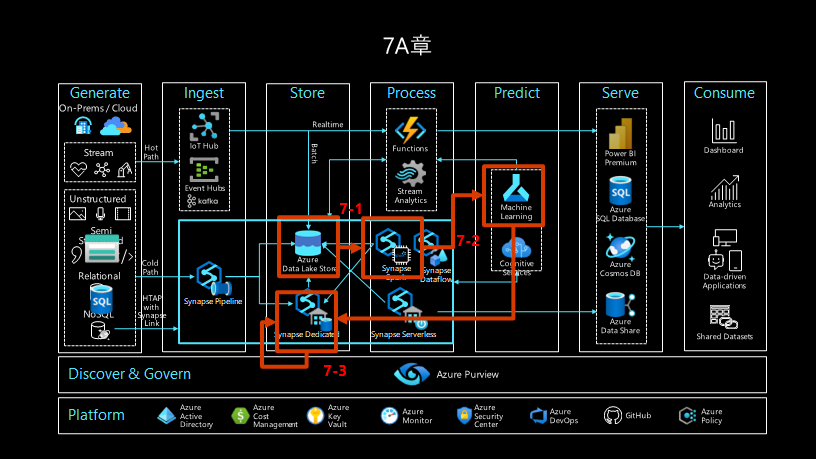 7A章
Generate
Ingest
Store
Process
Predict
Serve
Consume
On-Prems / Cloud
Stream
Hot
Path
Unstructured
Semi
Relational
SQL
NoSQL
Cold
Path
HTAP
with
Synapse
Link
IoT Hub
Event Hubs
kafka
Synapse Pipeline
Realtime
Batch
7-1
Azure
Data Lake Store
Synapse Dedicated
7-3
Functions
Stream
Analytics
Synapse
Spark
Synapse
Dataflow
Synapse Serverless
7-2
Machine
Learning
Cognitive
Services
Power BI
Premium
SQL
Azure
SQL Database
Azure
Cosmos DB
Azure
Data Share
Dashboard
Analytics
Data-driven
Applications
Shared Datasets
Discover & Govern
Azure Purview
Platform
Azure
Active
Directory
Azure
Cost
Management
Azure
Key
Vault
Azure
Monitor
Azure
Security
Center
Azure
DevOps
GitHub
Azure
Policy